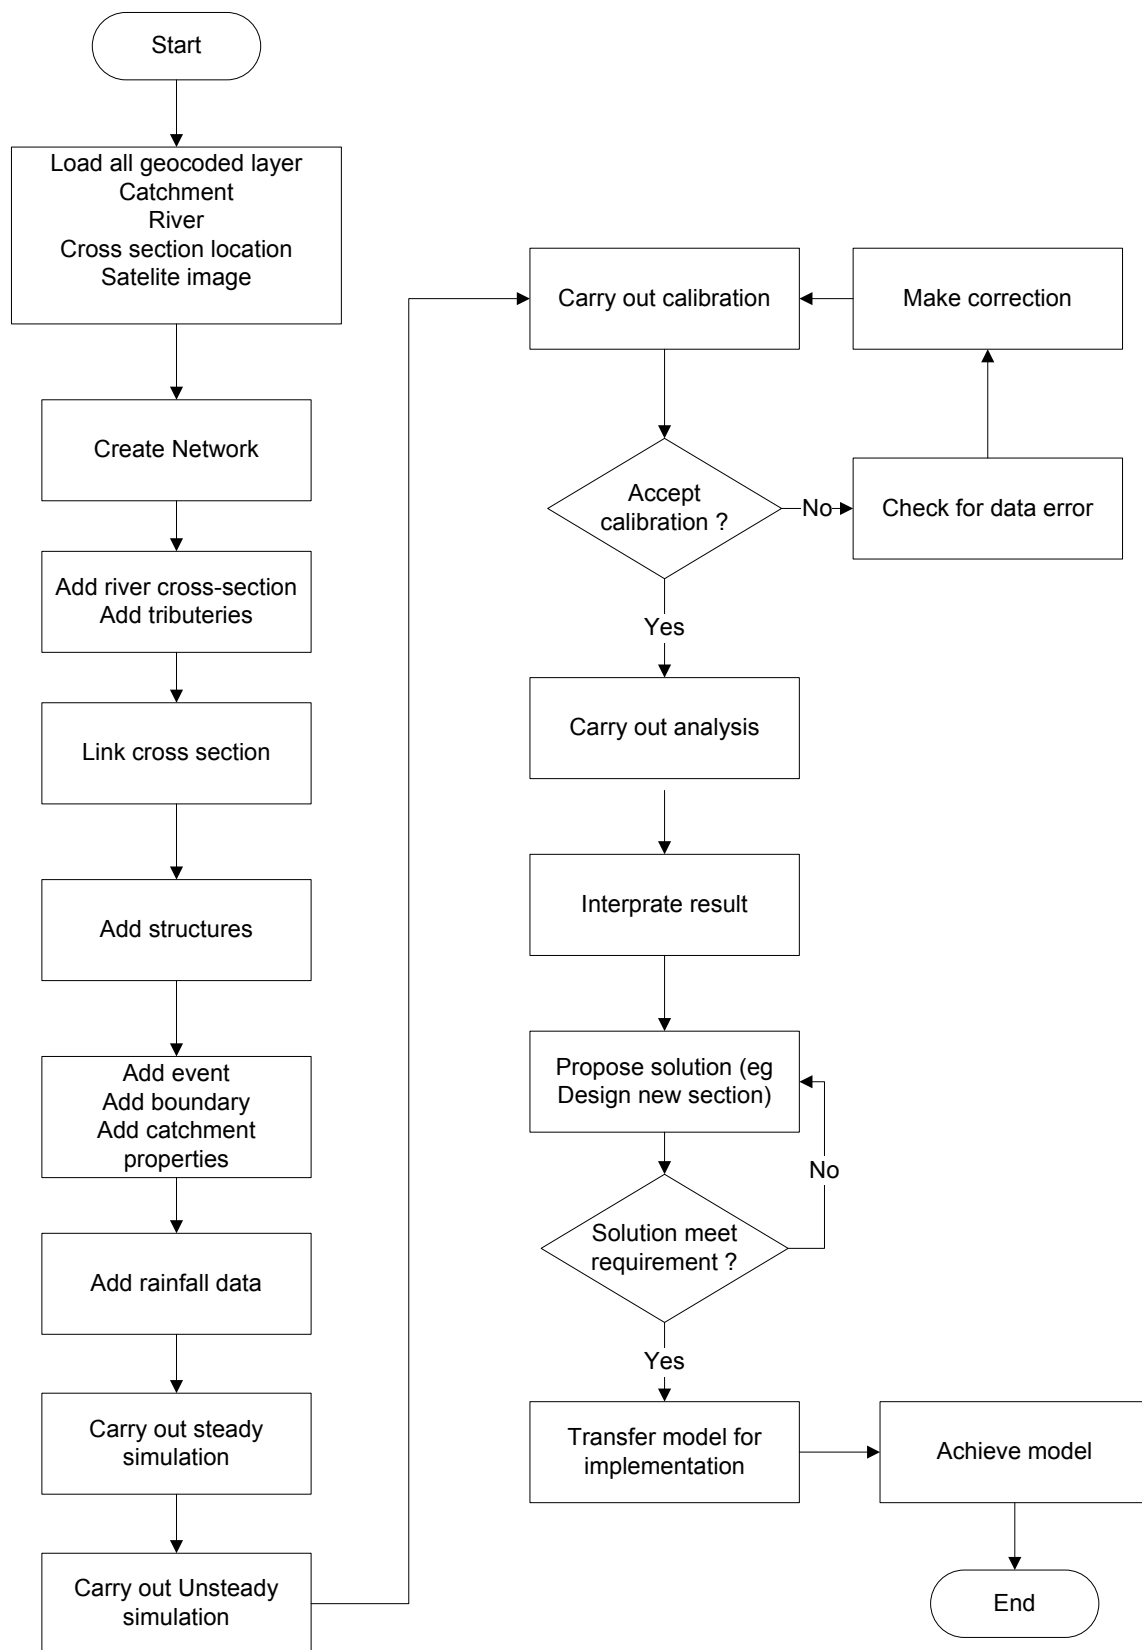 Start
Load all geocoded layer
Catchment
River
Cross section location
Satelite image
Create Network
Add river cross-section
Add tributeries
Link cross section
Add structures
Add event
Add boundary
Add catchment
properties
Add rainfall data
Carry out steady
simulation
Carry out Unsteady
simulation
Carry out calibration
Make correction
Accept
calibration ?
No
Check for data error
Yes
Carry out analysis
Interprate result
Propose solution (eg
Design new section)
No
Solution meet
requirement ?
Yes
Transfer model for
implementation
Achieve model
End